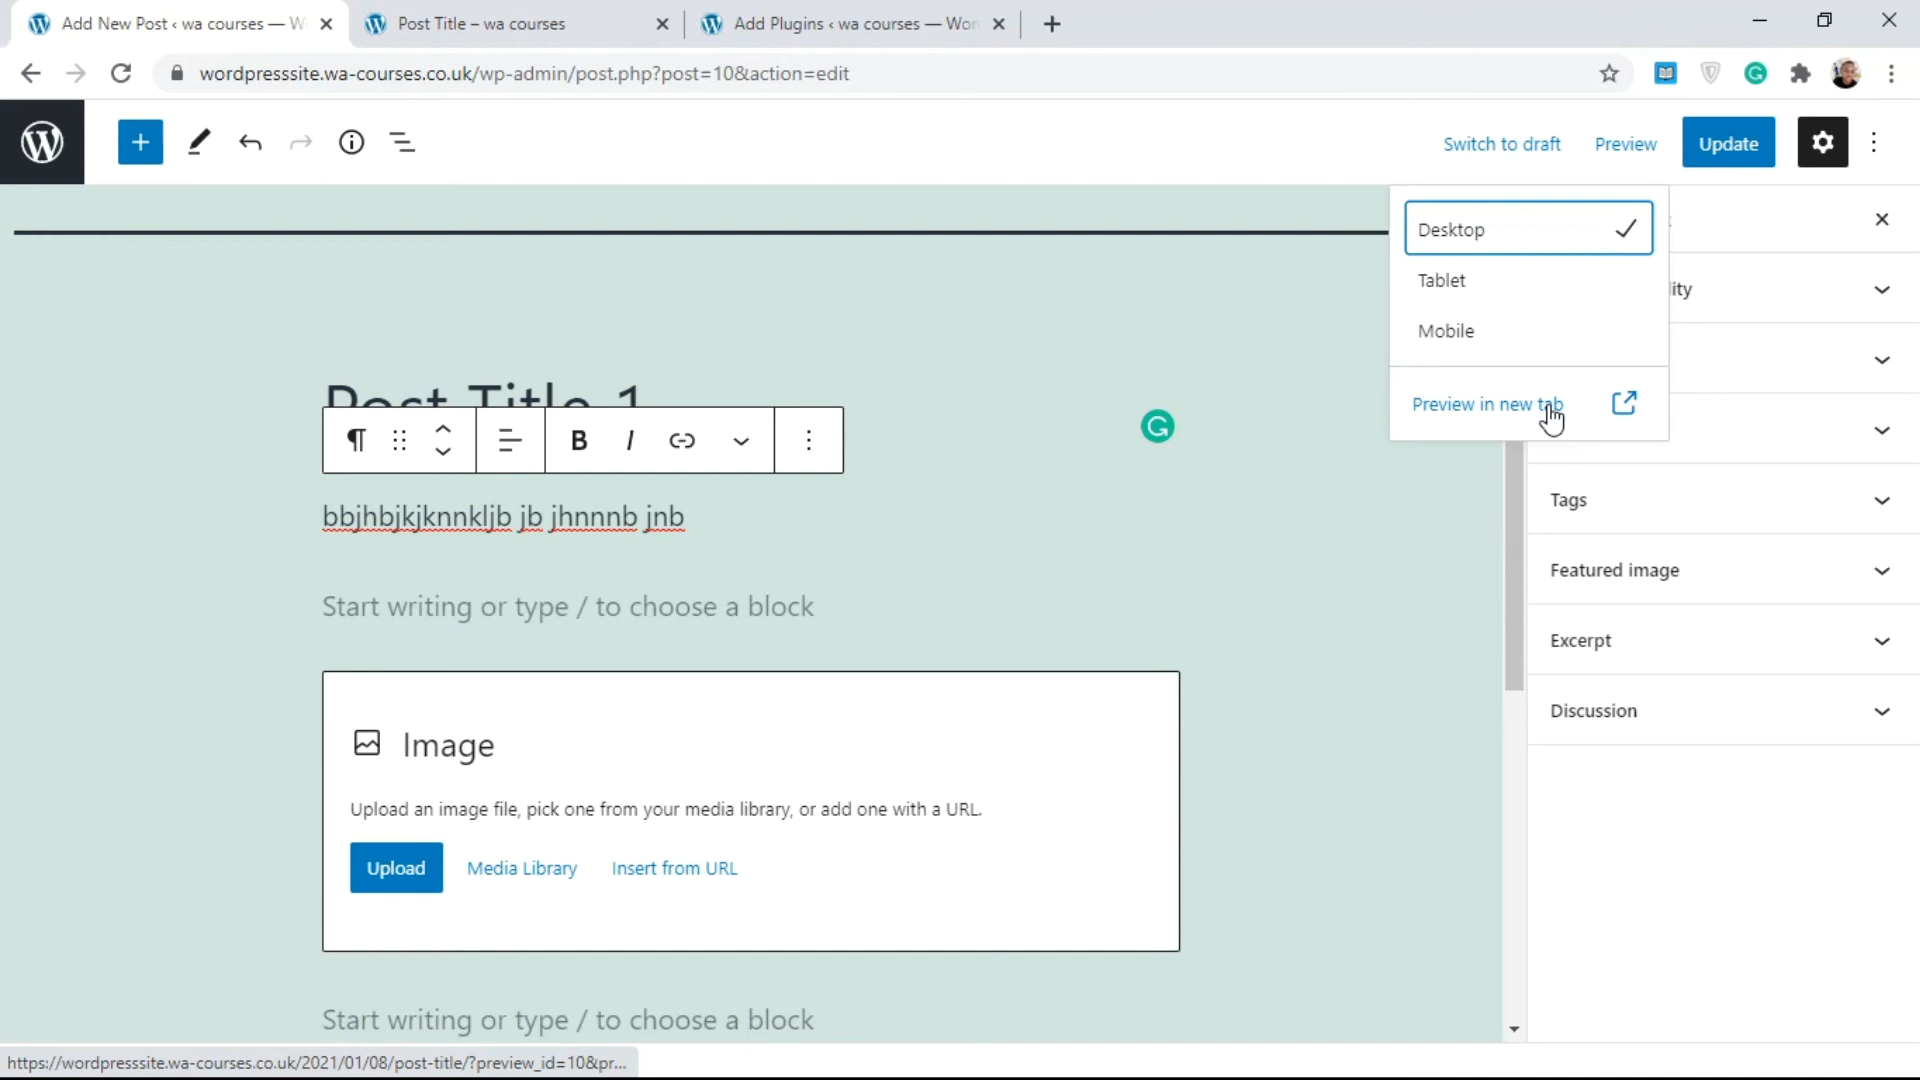 Add New Post ‹ wa courses — W
Post Title – wa courses
Add Plugins ‹ wa courses — Wor
wordpresssite.wa-courses.co.uk/wp-admin/post.php?post=10&action=edit
Switch to draft
Preview
Update
Desktop
Tablet
Mobile
Preview in new tab
ity
Post Title 1
B
I
bbjhbjkjknnkljb jb jhnnnb jnb
Start writing or type / to choose a block
Image
Upload an image file, pick one from your media library, or add one with a URL.
Upload
Media Library
Insert from URL
Start writing or type / to choose a block
Tags
Featured image
Excerpt
Discussion
https://wordpresssite.wa-courses.co.uk/2021/01/08/post-title/?preview_id=10&pr...